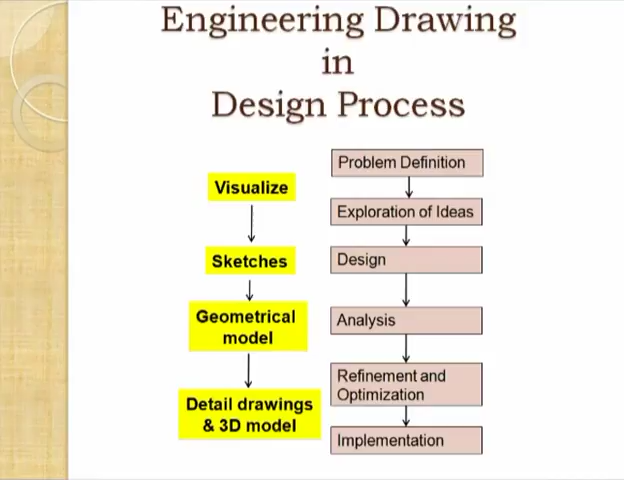 Engineering Drawing
in
Design Process
Visualize
Sketches
Geometrical
model
Detail drawings
& 3D model
Problem Definition
Exploration of Ideas
Design
Analysis
Refinement and
Optimization
Implementation